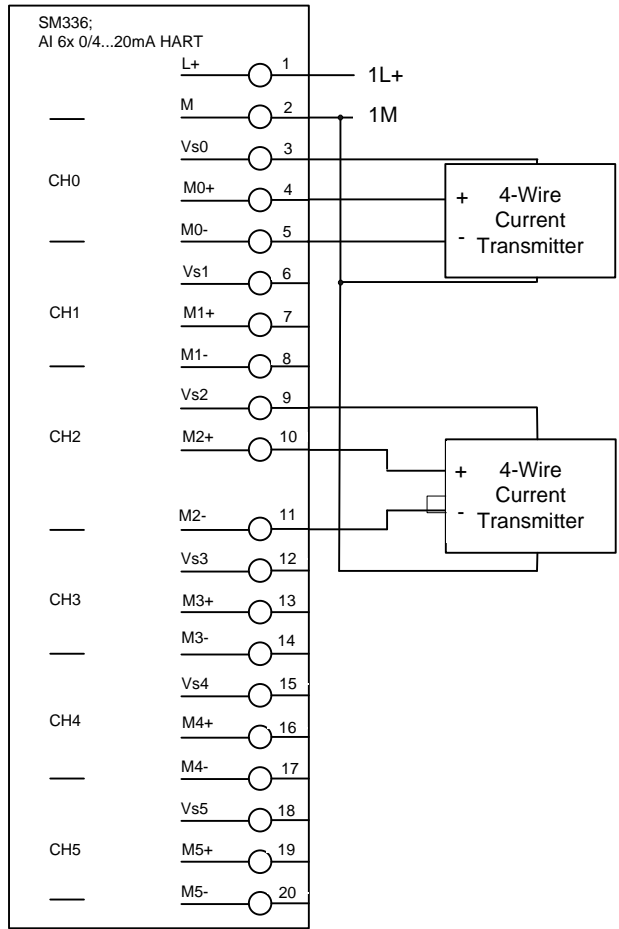 SM336;
AI 6x 0/4...20mA HART
L+ 1 1L+
M 2 1M
Vs0 3
CH0 M0+ 4 + 4-Wire
Current
M0- 5 - Transmitter
Vs1 6
CH1 M1+ 7
M1- 8
Vs2 9
CH2 M2+ 10
+ 4-Wire
Current
M2- 11 - Transmitter
Vs3 12
CH3 M3+ 13
M3- 14
Vs4 15
CH4 M4+ 16
M4- 17
Vs5 18
CH5 M5+ 19
M5- 20